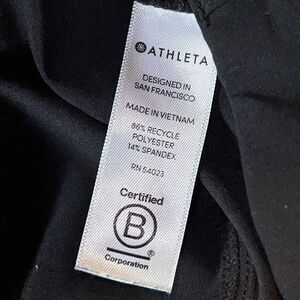 ATHLETA
DESIGNED IN
SAN FRANCISCO
MADE IN VIETNAM
86% RECYCLE
POLYESTER
14% SPANDEX
RN 54023
Certified
B
Corporation